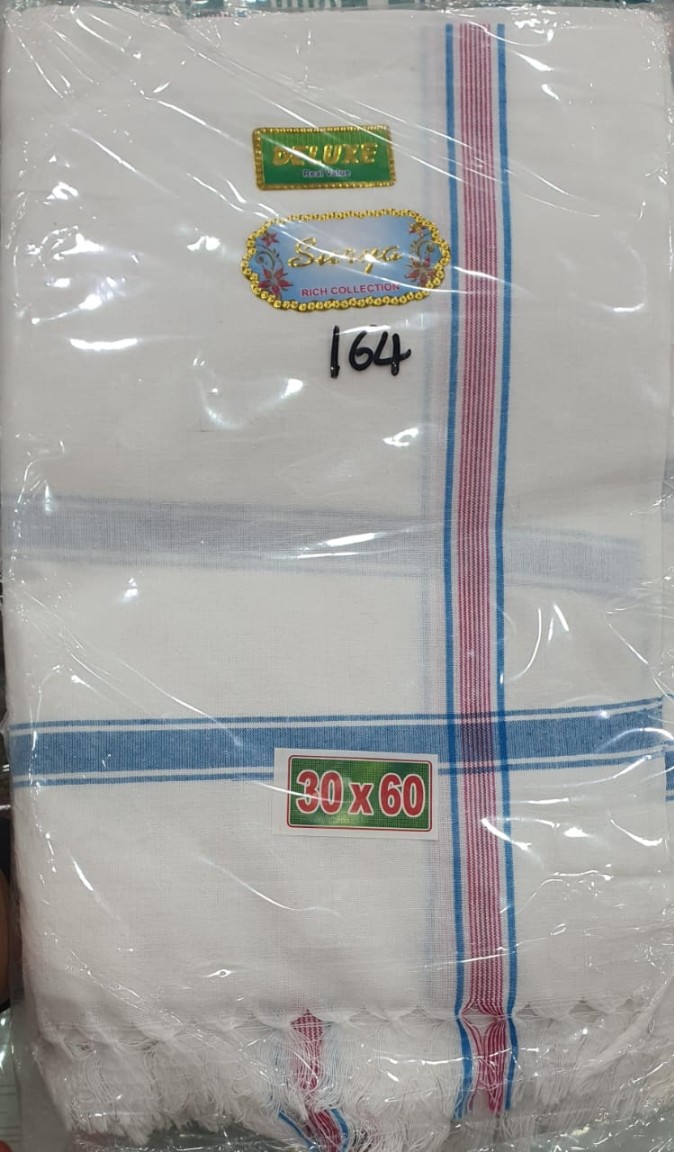 DELUXE
Real Value
Surya
RICH COLLECTION
164
30 x 60